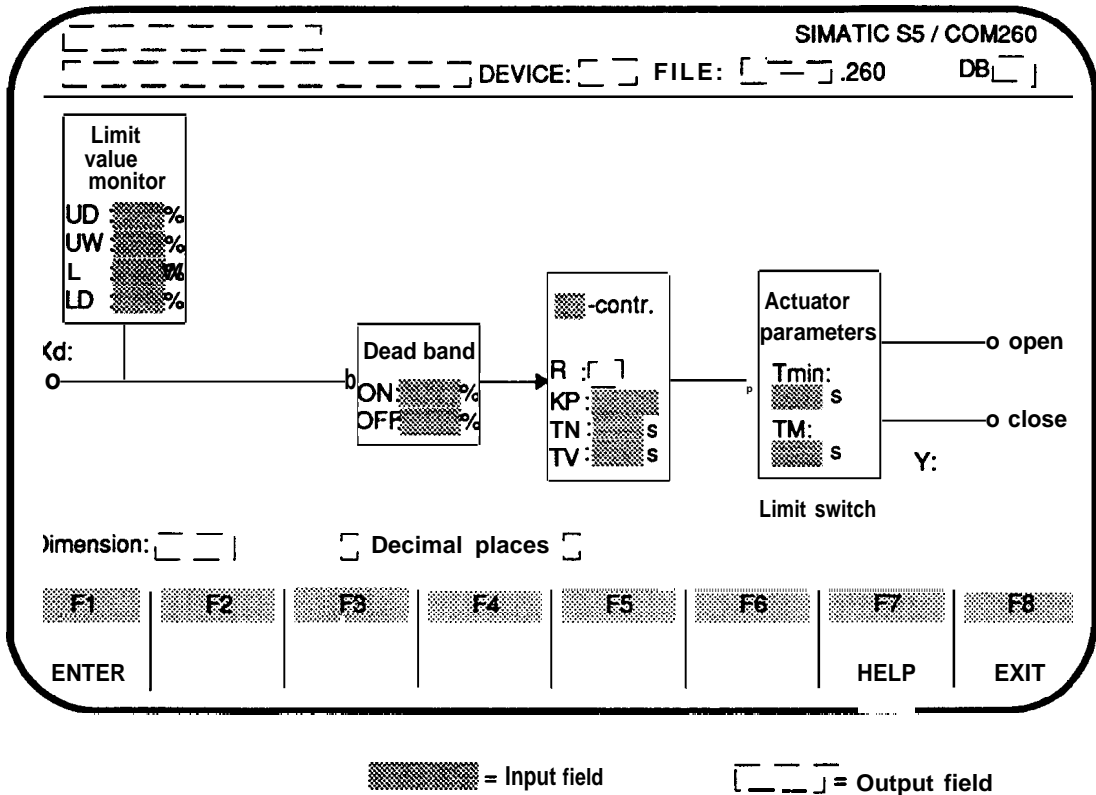 SIMATIC S5 / COM260
DEVICE: FILE: .260 DB
Limit
value
monitor
UD : %
UW : %
L %
LD : %
Xd:
Dead band
ON: %
OFF %
-contr.
R :
KP :
TN : s
TV : s
Actuator
parameters
Tmin:
s
TM:
s
o open
o close
Y:
Limit switch
Dimension:
Decimal places
F1 F2 F3 F4 F5 F6 F7 F8
ENTER HELP EXIT
= Input field
= Output field